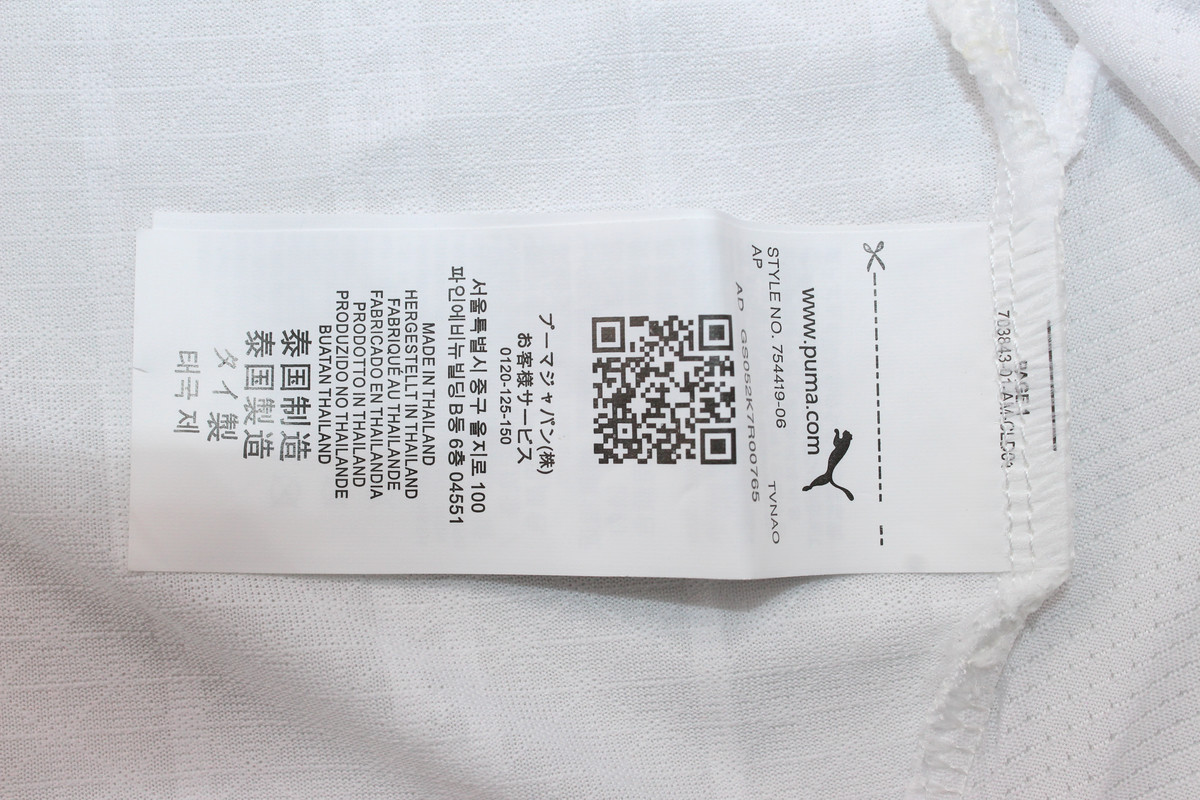 PAGE 1
www.puma.com
STYLE NO. 754419-06 TVNAO
AP
AD GS052K7R00765
プーマジャパン(株)
お客様サービス
0120-125-150
서울특별시 중구 을지로 100
파인에비뉴 빌딩 B동 6층 04551
MADE IN THAILAND
HERGESTELLT IN THAILAND
FABRIQUÉ AU THAILANDE
FABRICADO EN THAILANDIA
PRODOTTO IN THAILAND
PRODUZIDO NO THAILANDE
BUATAN THAILAND
泰国制造
泰国製造
タイ製
태국 제